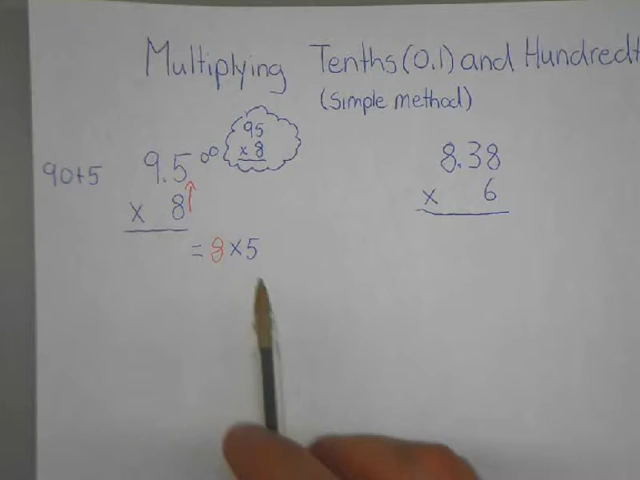 Multiplying Tenths (0.1) and Hundredt
(Simple method)
95
x 8
90+5
9.5
x 8
= 8 x 5
8.38
x 6